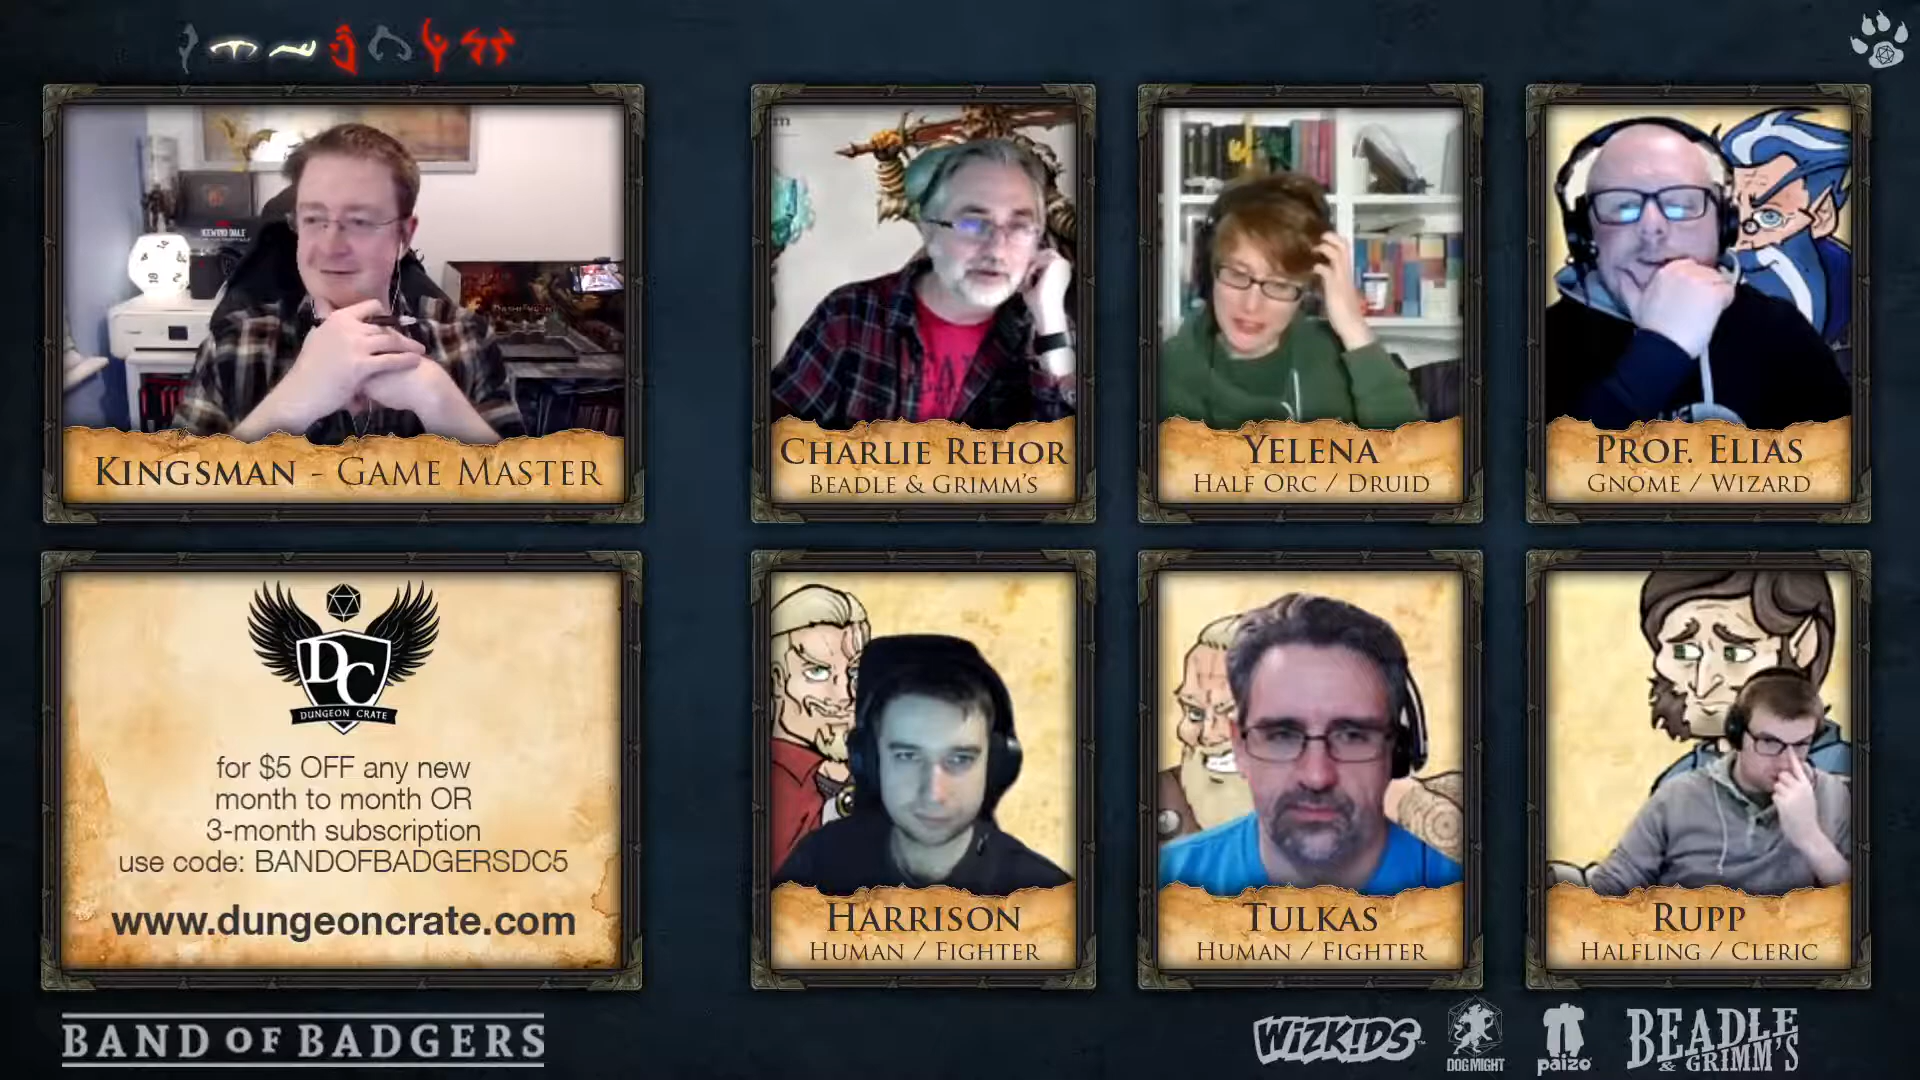 KINGSMAN - GAME MASTER
CHARLIE REHOR
BEADLE & GRIMM'S
YELENA
HALF ORC / DRUID
PROF. ELIAS
GNOME / WIZARD
DC
DUNGEON CRATE
for $5 OFF any new
month to month OR
3-month subscription
use code: BANDOFBADGERSDC5
www.dungeoncrate.com
HARRISON
HUMAN / FIGHTER
TULKAS
HUMAN / FIGHTER
RUPP
HALFLING / CLERIC
BAND OF BADGERS
WIZKIDS
DOG MIGHT
paizo
BEADLE
& GRIMM'S